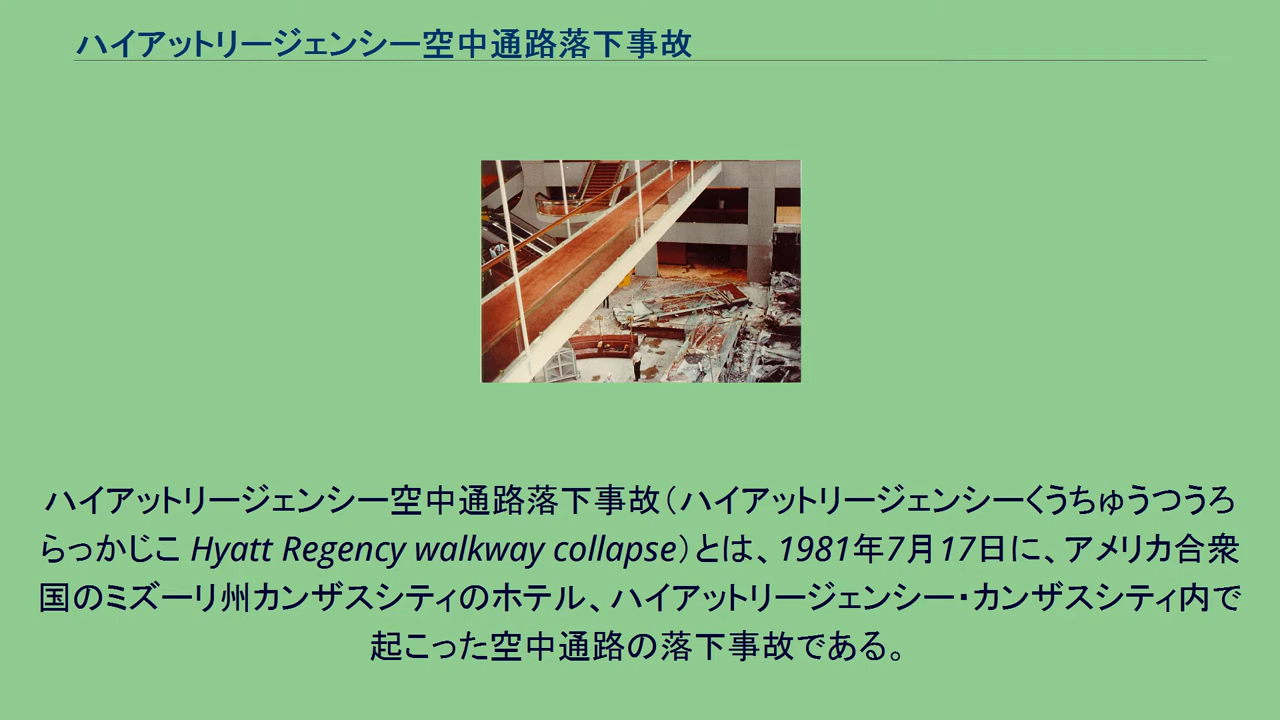 ハイアットリージェンシー空中通路落下事故
ハイアットリージェンシー空中通路落下事故（ハイアットリージェンシーくうちゅうつうろ
らっかじこ Hyatt Regency walkway collapse）とは、1981年7月17日に、アメリカ合衆
国のミズーリ州カンザスシティのホテル、ハイアットリージェンシー・カンザスシティ内で
起こった空中通路の落下事故である。